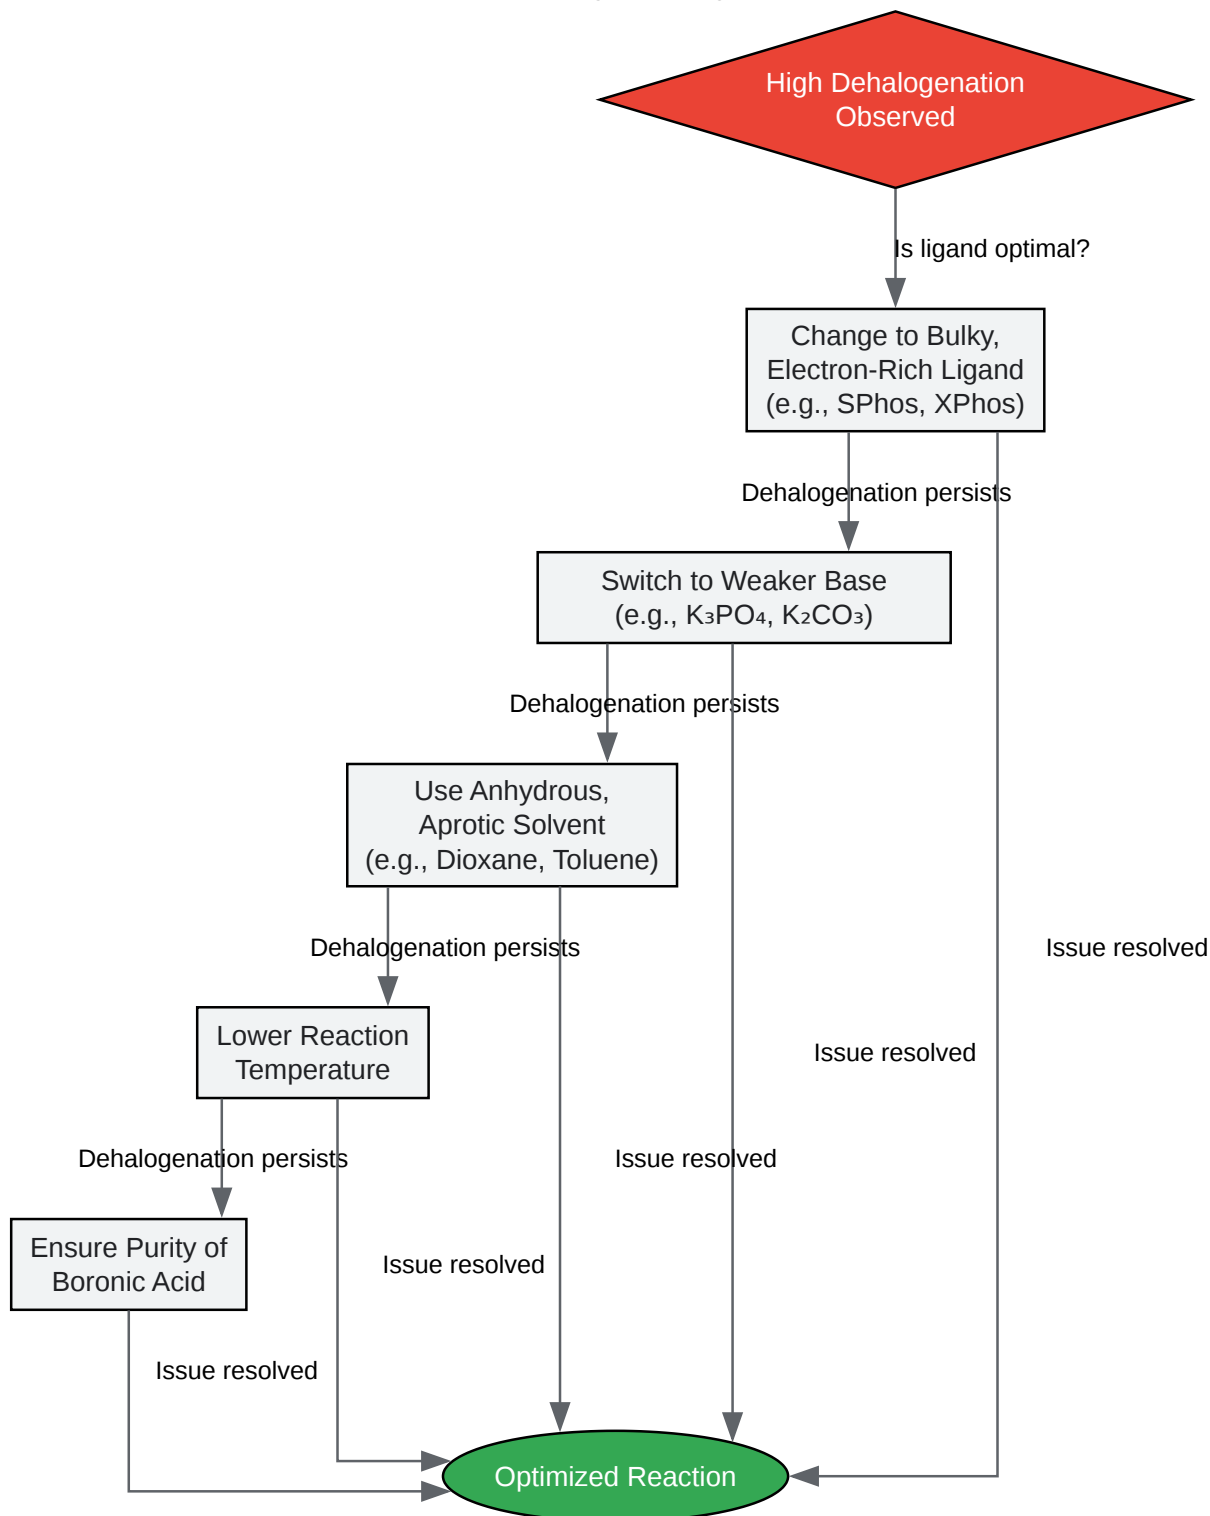 High Dehalogenation
Observed
Is ligand optimal?
Change to Bulky,
Electron-Rich Ligand
(e.g., SPhos, XPhos)
Dehalogenation persists
Switch to Weaker Base
(e.g., K₃PO₄, K₂CO₃)
Dehalogenation persists
Use Anhydrous,
Aprotic Solvent
(e.g., Dioxane, Toluene)
Dehalogenation persists
Issue resolved
Lower Reaction
Temperature
Issue resolved
Dehalogenation persists
Issue resolved
Ensure Purity of
Boronic Acid
Issue resolved
Issue resolved
Optimized Reaction